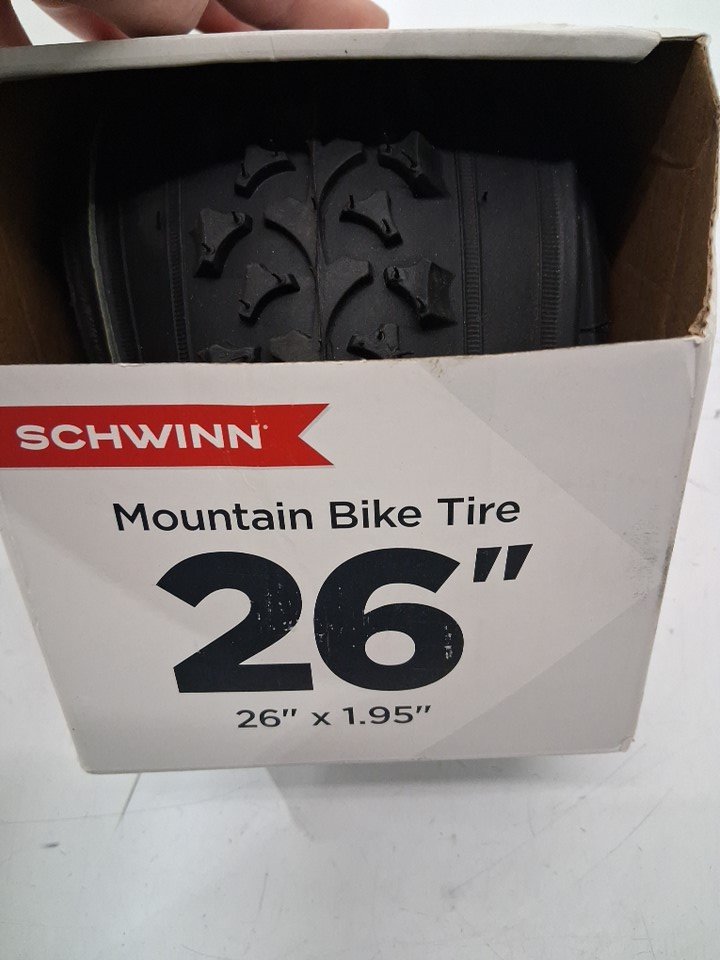 SCHWINN
Mountain Bike Tire
26"
26" x 1.95"